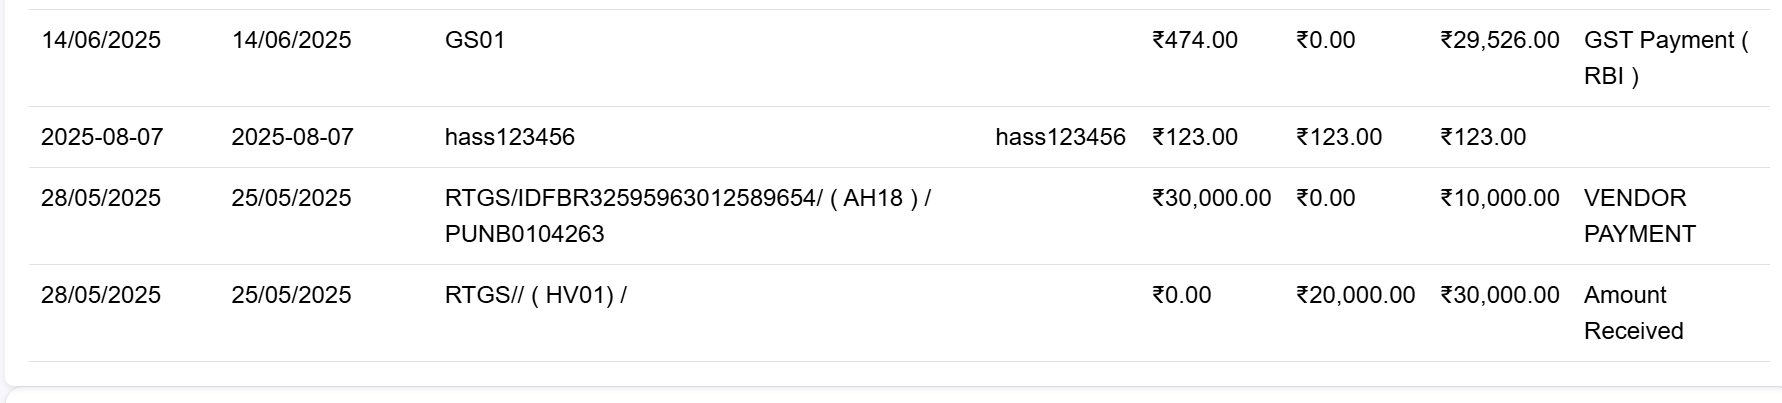 14/06/2025 14/06/2025 GS01 ₹474.00 ₹0.00 ₹29,526.00 GST Payment (
RBI )
2025-08-07 2025-08-07 hass123456 hass123456 ₹123.00 ₹123.00 ₹123.00
28/05/2025 25/05/2025 RTGS/IDFBR32595963012589654/ ( AH18 ) / ₹30,000.00 ₹0.00 ₹10,000.00 VENDOR
PUNB0104263 PAYMENT
28/05/2025 25/05/2025 RTGS// ( HV01) / ₹0.00 ₹20,000.00 ₹30,000.00 Amount
Received